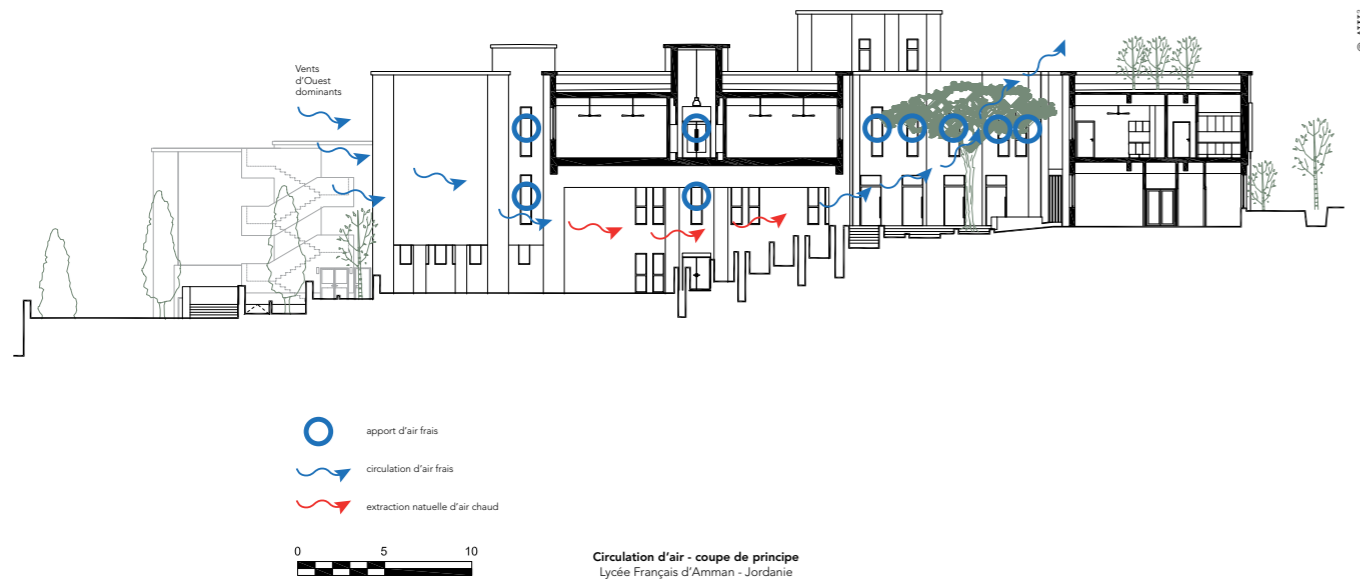 Vents
d'Ouest
dominants
apport d'air frais
circulation d'air frais
extraction natuelle d'air chaud
0 5 10
Circulation d'air - coupe de principe
Lycée Français d'Amman - Jordanie